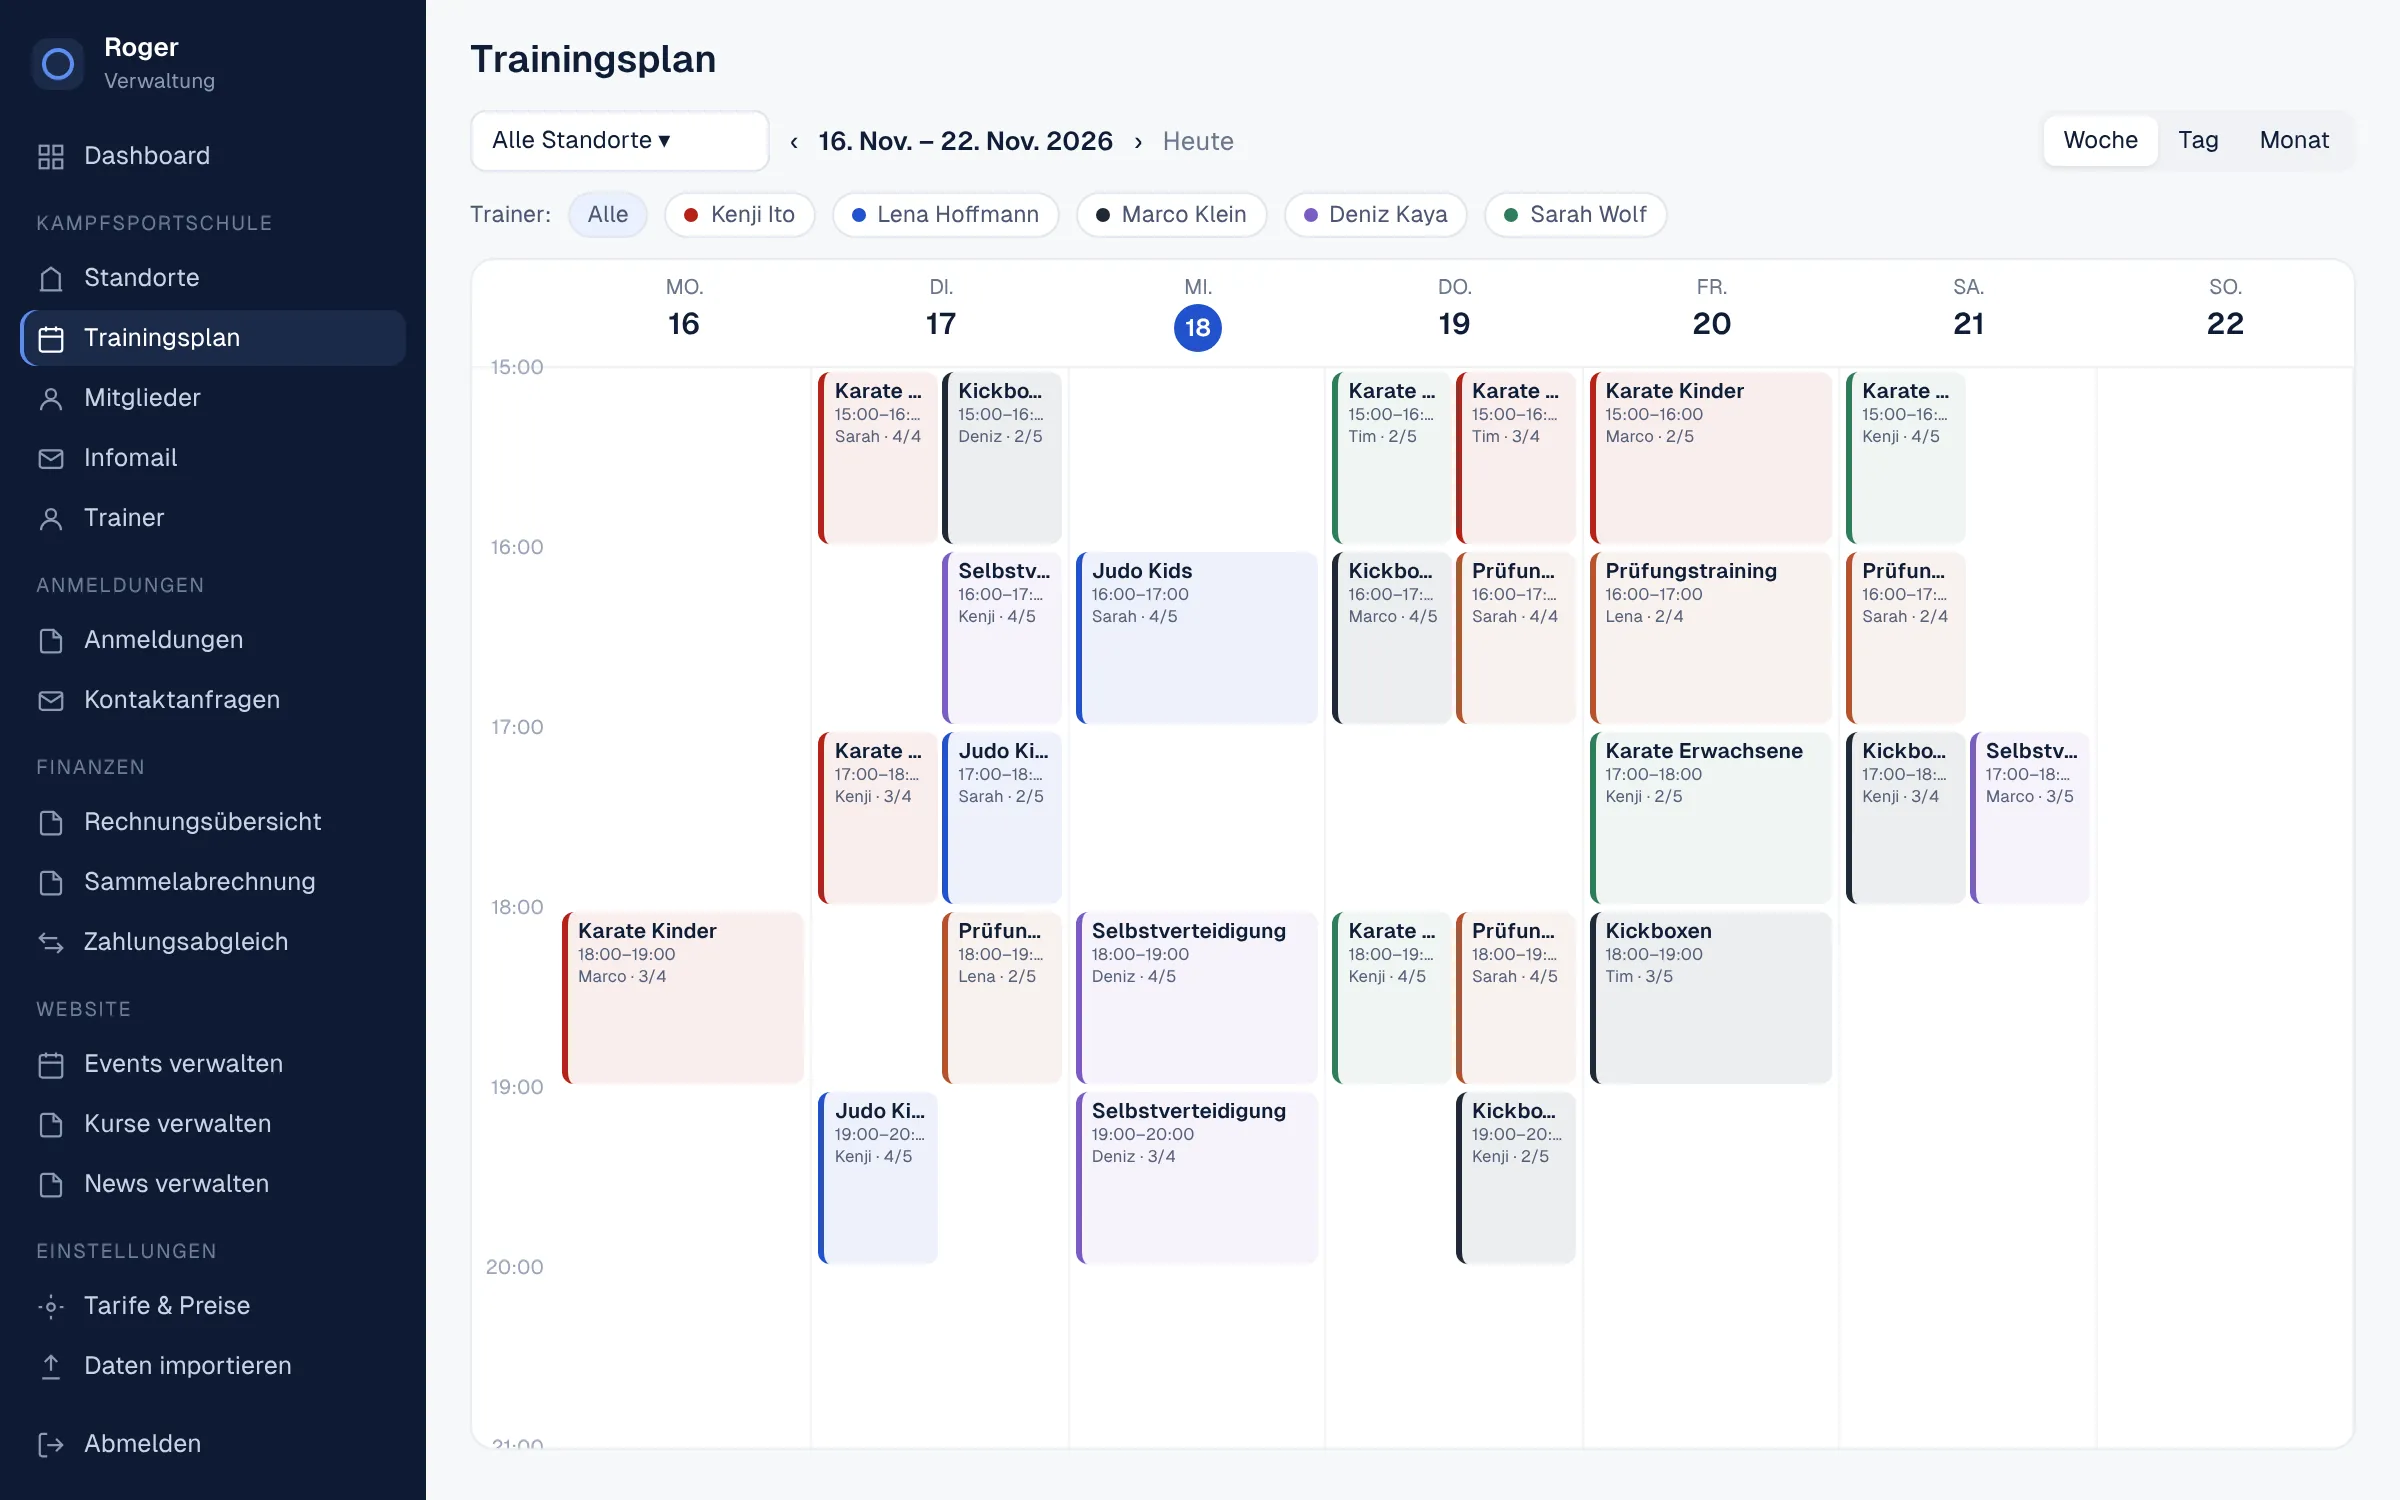 Roger
Verwaltung
Dashboard
KAMPFSPORTSCHULE
Standorte
Trainingsplan
Mitglieder
Infomail
Trainer
ANMELDUNGEN
Anmeldungen
Kontaktanfragen
FINANZEN
Rechnungsübersicht
Sammelabrechnung
Zahlungsabgleich
WEBSITE
Events verwalten
Kurse verwalten
News verwalten
EINSTELLUNGEN
Tarife & Preise
Daten importieren
Abmelden
Trainingsplan
Alle Standorte ▾ ‹ 16. Nov. – 22. Nov. 2026 › Heute Woche Tag Monat
Trainer: Alle Kenji Ito Lena Hoffmann Marco Klein Deniz Kaya Sarah Wolf
MO. DI. MI. DO. FR. SA. SO.
16 17 18 19 20 21 22
15:00
Karate ... Kickbo... Karate ... Karate ... Karate Kinder Karate ...
15:00–16:... 15:00–16:... 15:00–16:... 15:00–16:... 15:00–16:00 15:00–16:...
Sarah · 4/4 Deniz · 2/5 Tim · 2/5 Tim · 3/4 Marco · 2/5 Kenji · 4/5
16:00
Selbstv... Judo Kids Kickbo... Prüfun... Prüfungstraining Prüfun...
16:00–17:... 16:00–17:00 16:00–17:... 16:00–17:... 16:00–17:00 16:00–17:...
Kenji · 4/5 Sarah · 4/5 Marco · 4/5 Sarah · 4/4 Lena · 2/4 Sarah · 2/4
17:00
Karate ... Judo Ki... Karate Erwachsene Kickbo... Selbstv...
17:00–18:... 17:00–18:... 17:00–18:00 17:00–18:... 17:00–18:...
Kenji · 3/4 Sarah · 2/5 Kenji · 2/5 Kenji · 3/4 Marco · 3/5
18:00
Karate Kinder Prüfun... Selbstverteidigung Karate ... Prüfun... Kickboxen
18:00–19:00 18:00–19:... 18:00–19:00 18:00–19:... 18:00–19:... 18:00–19:00
Marco · 3/4 Lena · 2/5 Deniz · 4/5 Kenji · 4/5 Sarah · 4/5 Tim · 3/5
19:00
Judo Ki... Selbstverteidigung Kickbo...
19:00–20:... 19:00–20:00 19:00–20:...
Kenji · 4/5 Deniz · 3/4 Kenji · 2/5
20:00
21:00